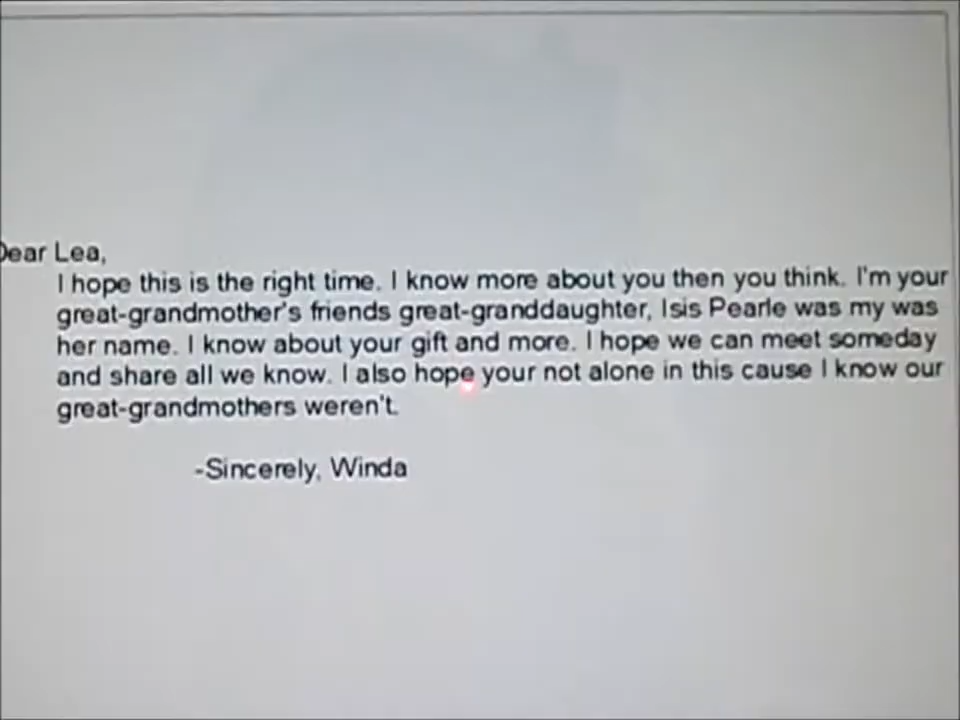 Dear Lea,
I hope this is the right time. I know more about you then you think. I'm your
great-grandmother's friends great-granddaughter, Isis Pearle was my was
her name. I know about your gift and more. I hope we can meet someday
and share all we know. I also hope your not alone in this cause I know our
great-grandmothers weren't.
-Sincerely, Winda